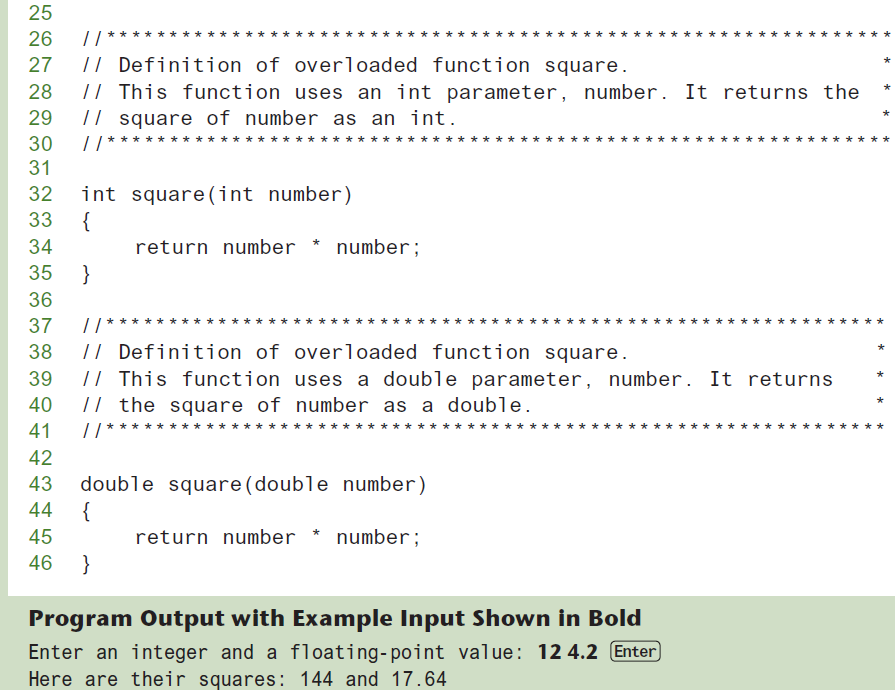 25
26 //***************************************************************
27 // Definition of overloaded function square. *
28 // This function uses an int parameter, number. It returns the *
29 // square of number as an int. *
30 //***************************************************************
31
32 int square(int number)
33 {
34 return number * number;
35 }
36
37 //***************************************************************
38 // Definition of overloaded function square. *
39 // This function uses a double parameter, number. It returns *
40 // the square of number as a double. *
41 //***************************************************************
42
43 double square(double number)
44 {
45 return number * number;
46 }
Program Output with Example Input Shown in Bold
Enter an integer and a floating-point value: 12 4.2 Enter
Here are their squares: 144 and 17.64